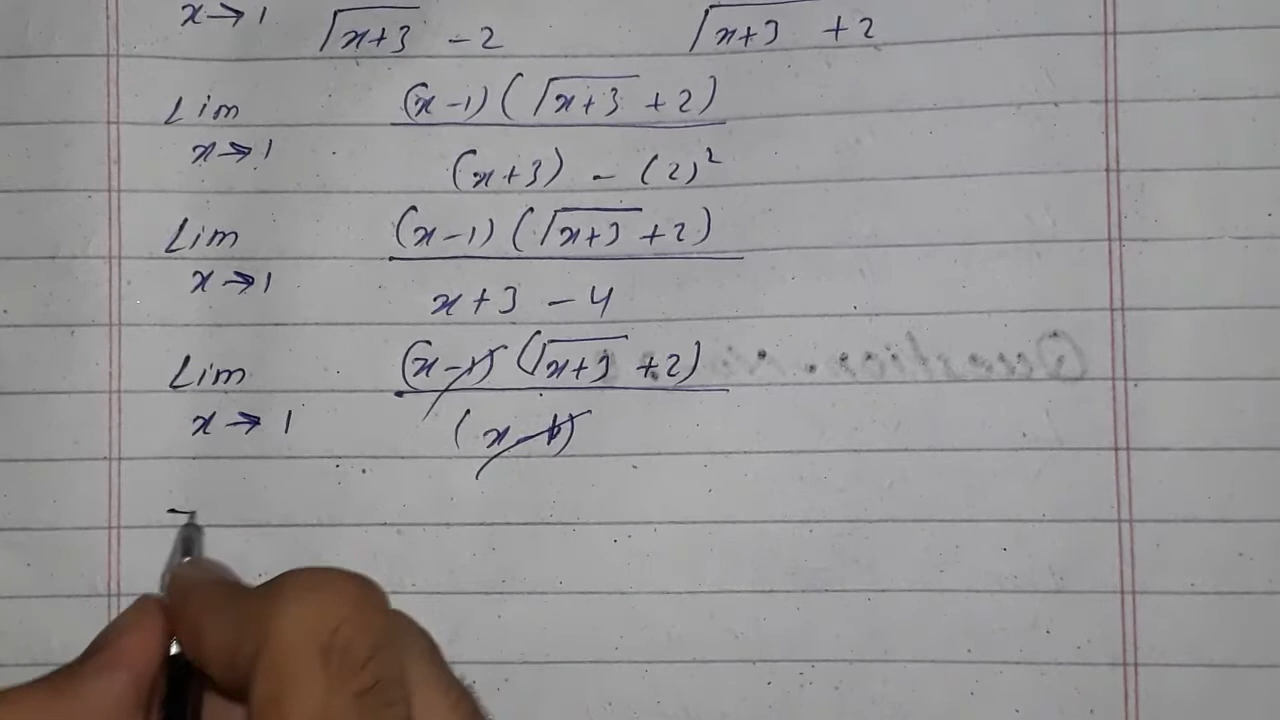 x→1 √x+3 -2 √x+3 +2
Lim (x-1)(√x+3 +2)
x→1 (x+3) - (2)²
Lim (x-1)(√x+3 +2)
x→1 x+3 -4
Lim (x-1)(√x+3 +2)
x→1 (x-1)